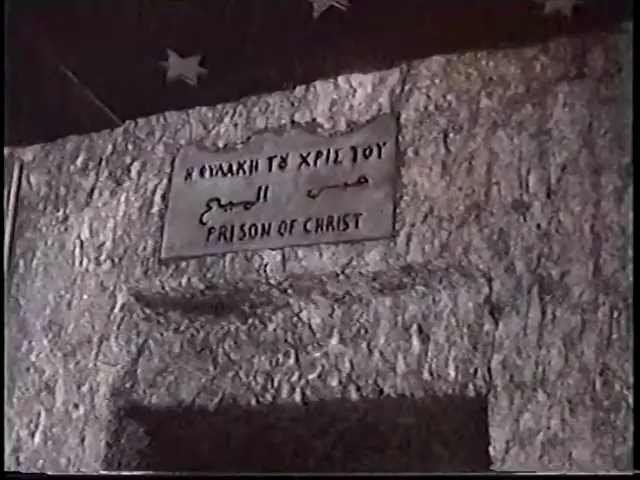 Η ΦΥΛΑΚΗ ΤȢ ΧΡΙΣΤΟΥ
حبس المسيح
PRISON OF CHRIST